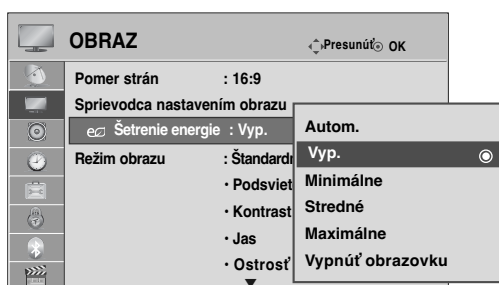 OBRAZ
Presunúť OK
Pomer strán : 16:9
Sprievodca nastavením obrazu
Šetrenie energie : Vyp.
Režim obrazu : Štandardn
• Podsviet
• Kontrast
• Jas
• Ostrosť
Autom.
Vyp.
Minimálne
Stredné
Maximálne
Vypnúť obrazovku